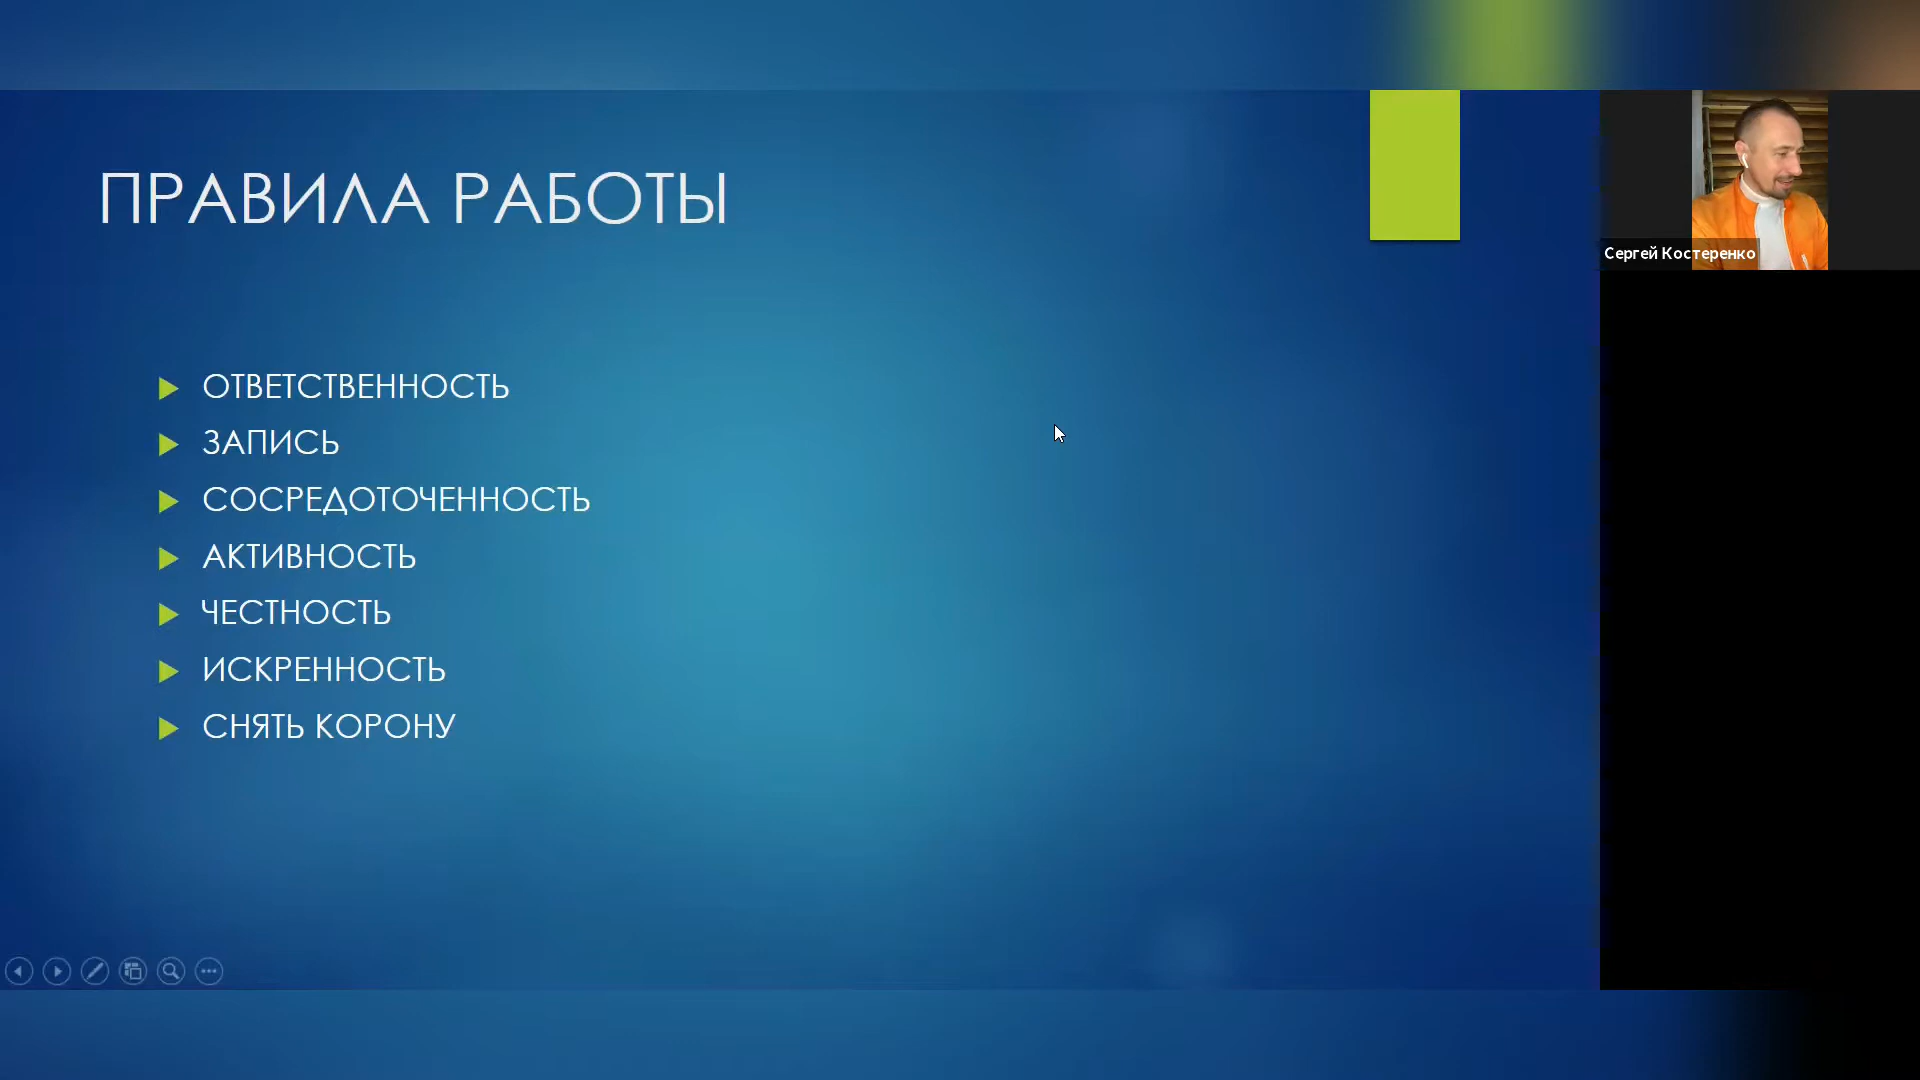 ПРАВИЛА РАБОТЫ
ОТВЕТСТВЕННОСТЬ
ЗАПИСЬ
СОСРЕДОТОЧЕННОСТЬ
АКТИВНОСТЬ
ЧЕСТНОСТЬ
ИСКРЕННОСТЬ
СНЯТЬ КОРОНУ
Сергей Костеренко